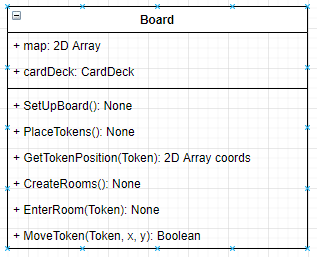 Board
+ map: 2D Array
+ cardDeck: CardDeck
+ SetUpBoard(): None
+ PlaceTokens(): None
+ GetTokenPosition(Token): 2D Array coords
+ CreateRooms(): None
+ EnterRoom(Token): None
+ MoveToken(Token, x, y): Boolean